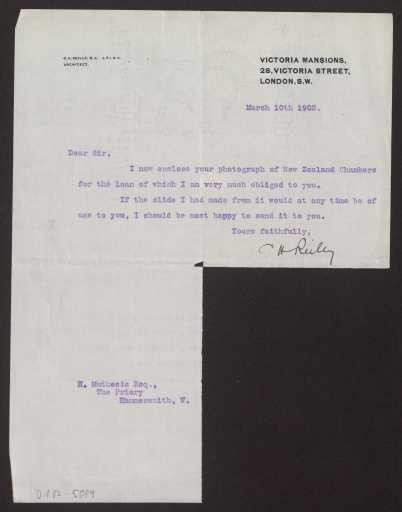 C.H. REILLY, M.A. A.R.I.B.A.
ARCHITECT.
VICTORIA MANSIONS,
28, VICTORIA STREET,
LONDON, S.W.
March 10th 1902.
Dear Sir,
I now enclose your photograph of New Zealand Chambers
for the loan of which I am very much obliged to you.
If the slide I had made from it would at any time be of
use to you, I should be most happy to send it to you.
Yours faithfully,
C H Reilly
H. Muthesis Esq.,
The Priory
Hammersmith, W.